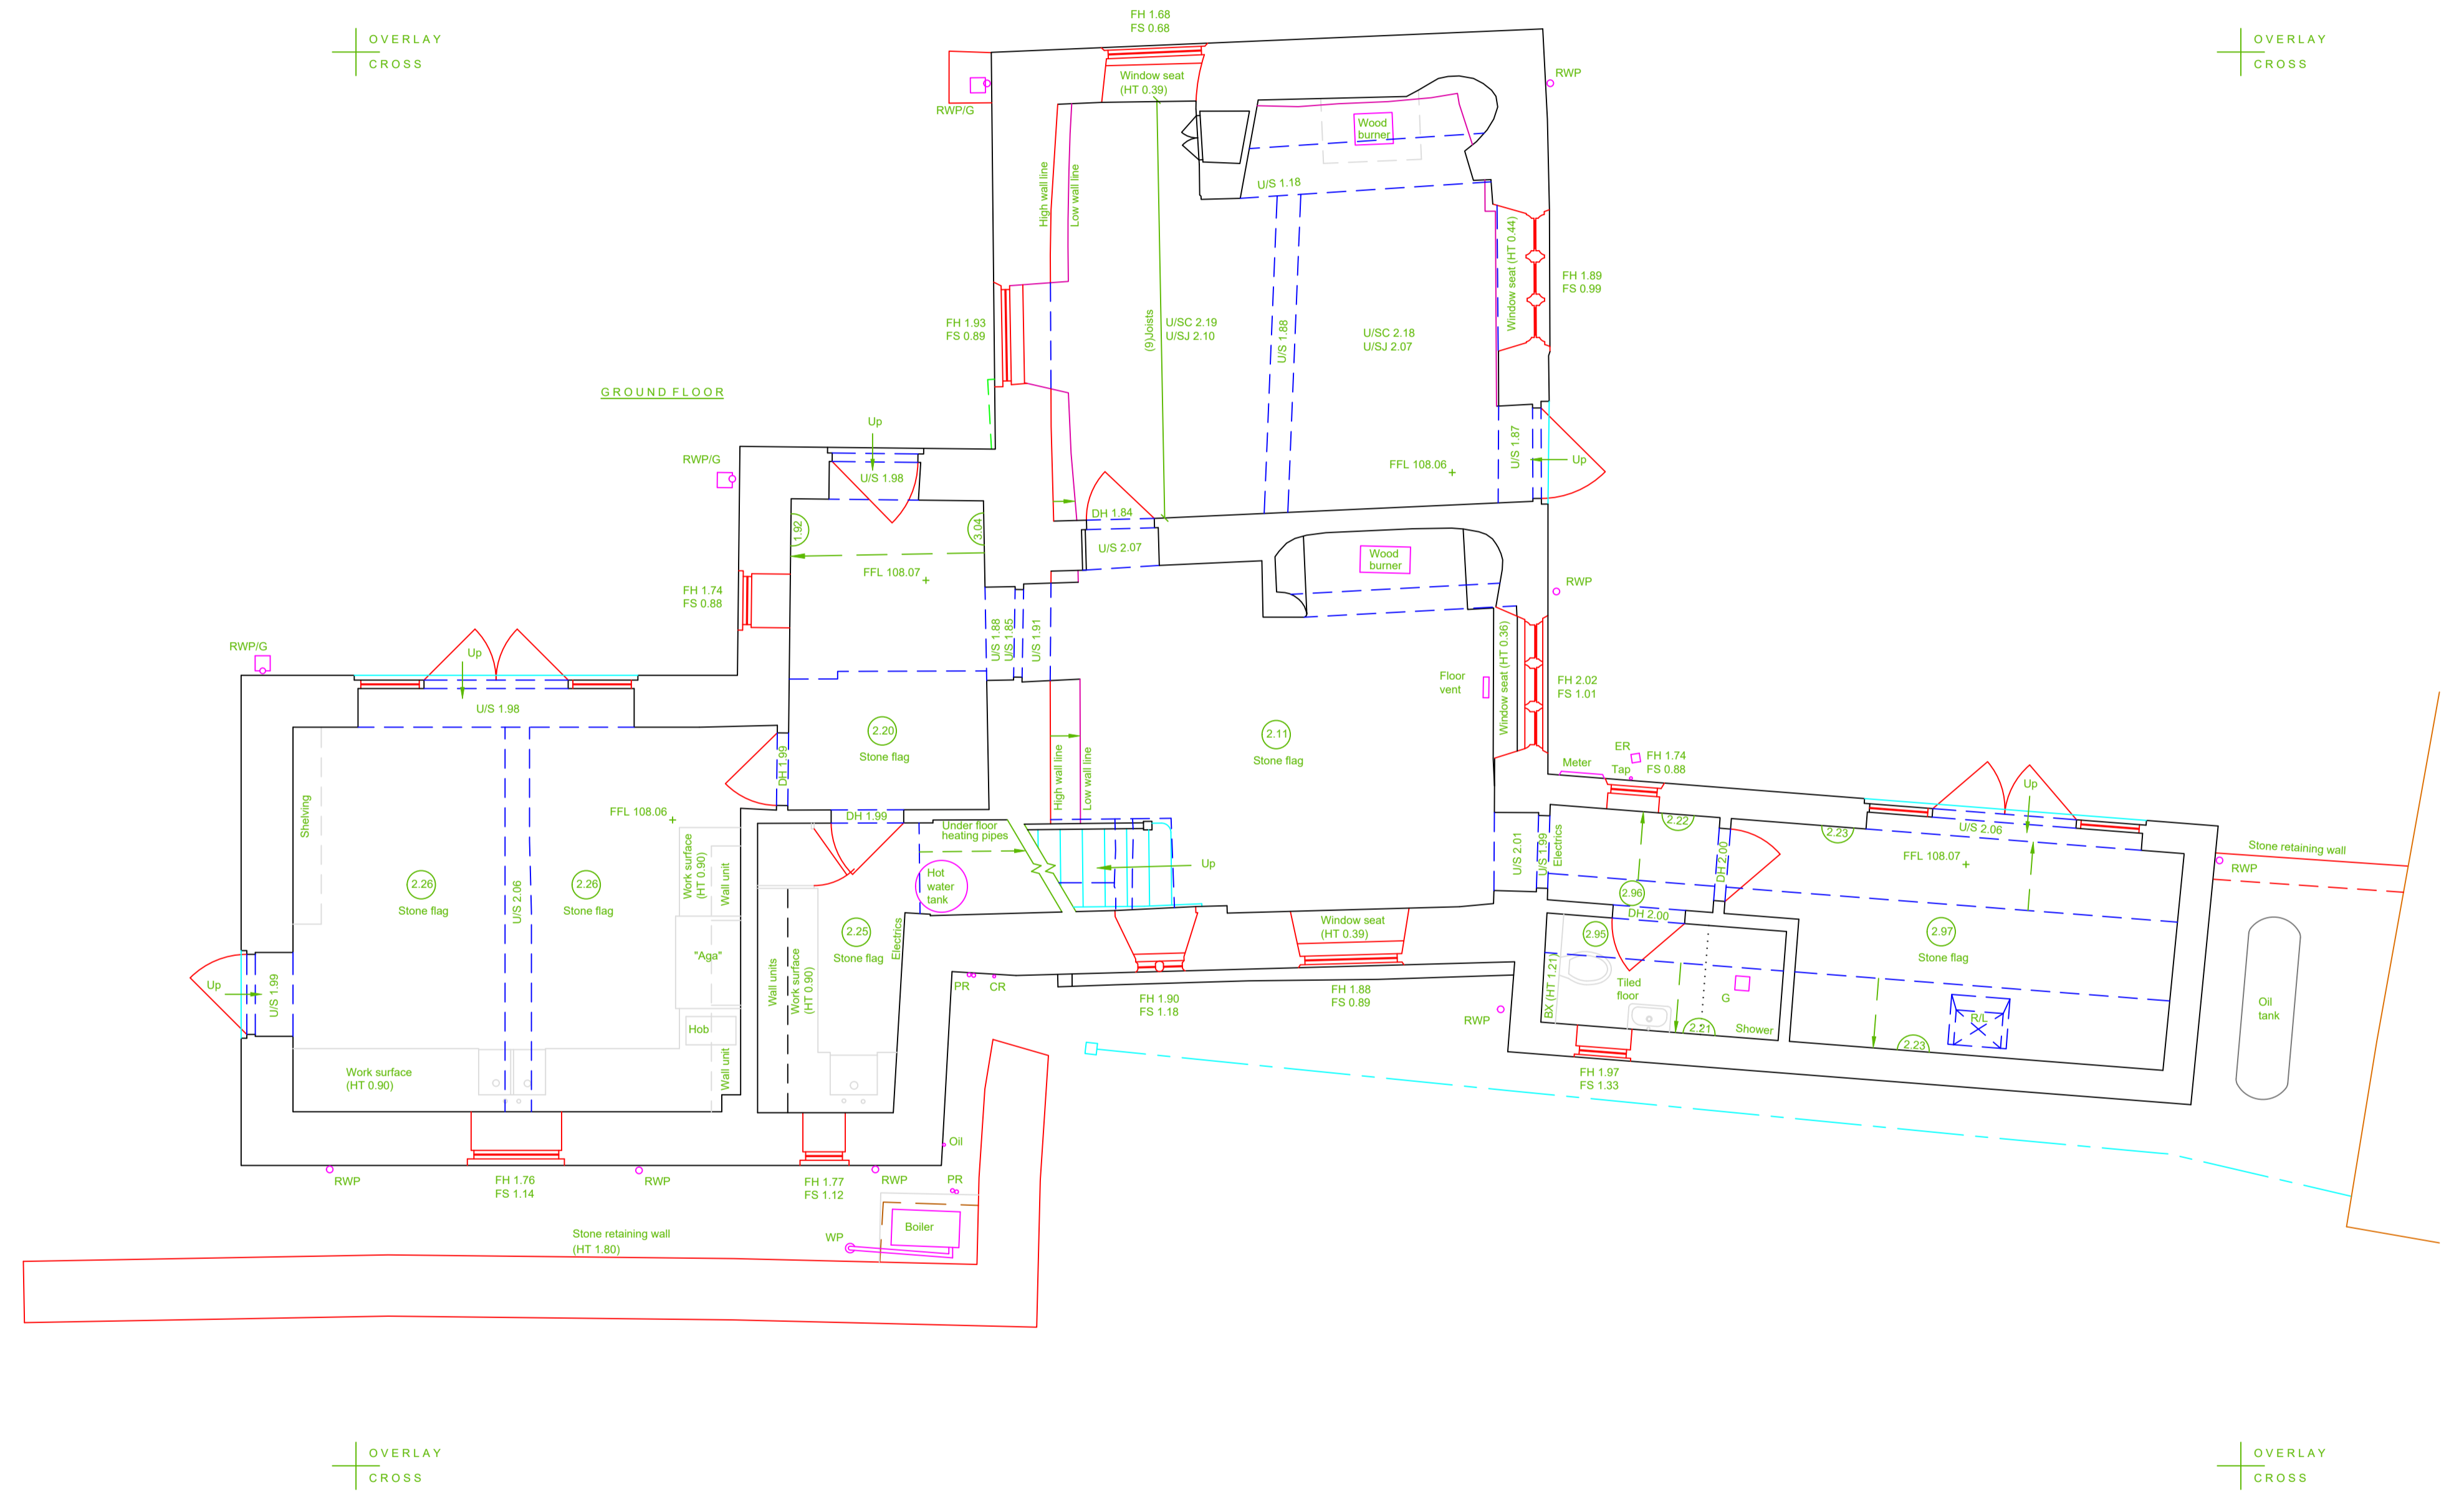 FH 1.68
FS 0.68
OVERLAY
CROSS
OVERLAY
CROSS
Window seat
(HT 0.39)
RWP
RWP/G
Wood
burner
High wall line
Low wall line
U/S 1.18
Window seat (HT 0.44)
FH 1.89
FS 0.99
FH 1.93
FS 0.89
(9)Joists
U/SC 2.19
U/SJ 2.10
U/S 1.88
U/SC 2.18
U/SJ 2.07
GROUND FLOOR
Up
RWP/G
U/S 1.98
FFL 108.06
U/S 1.87
Up
1.92
3.04
DH 1.84
U/S 2.07
FFL 108.07
Wood
burner
RWP
FH 1.74
FS 0.88
U/S 1.88
U/S 1.85
U/S 1.91
RWP/G
Up
Window seat (HT 0.36)
Floor
vent
FH 2.02
FS 1.01
U/S 1.98
2.20
Stone flag
2.11
Stone flag
DH 1.99
High wall line
Low wall line
ER
FH 1.74
FS 0.88
Meter
Tap
Up
Shelving
FFL 108.06
DH 1.99
Under floor
heating pipes
2.22
2.23
U/S 2.06
Stone retaining wall
RWP
Work surface
(HT 0.90)
Wall unit
Hot
water
tank
Up
U/S 2.01
U/S 1.99
Electrics
DH 2.00
FFL 108.07
2.26
Stone flag
U/S 2.06
2.26
Stone flag
2.96
DH 2.00
2.25
Stone flag
Electrics
Window seat
(HT 0.39)
2.95
2.97
Stone flag
"Aga"
Wall units
Work surface
(HT 0.90)
Up
U/S 1.99
PR
CR
FH 1.90
FS 1.18
FH 1.88
FS 0.89
RWP
BX (HT 1.21)
Tiled
floor
G
2.21
Shower
R/L
2.23
Oil
tank
Hob
Wall unit
Work surface
(HT 0.90)
FH 1.97
FS 1.33
Oil
RWP
FH 1.76
FS 1.14
RWP
FH 1.77
FS 1.12
RWP
PR
Boiler
WP
Stone retaining wall
(HT 1.80)
OVERLAY
CROSS
OVERLAY
CROSS